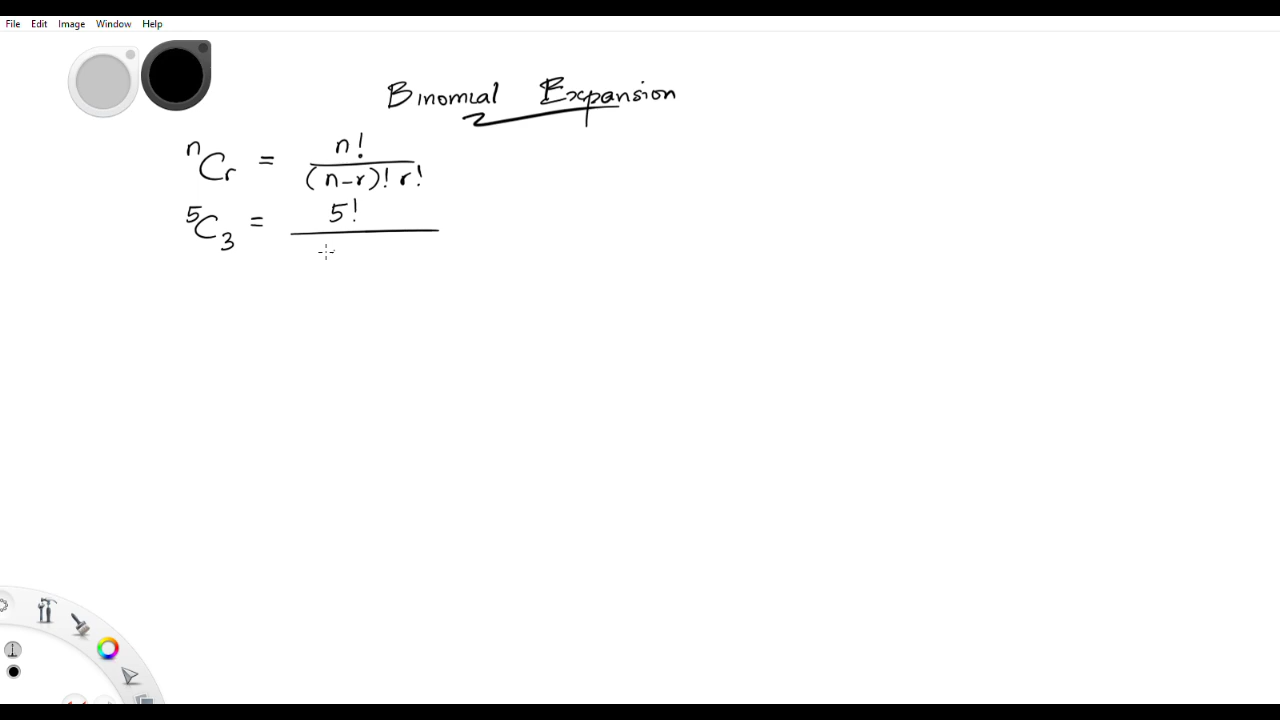 File Edit Image Window Help
Binomial Expansion
ⁿCᵣ = n! / (n-r)! r!
⁵C₃ = 5! /